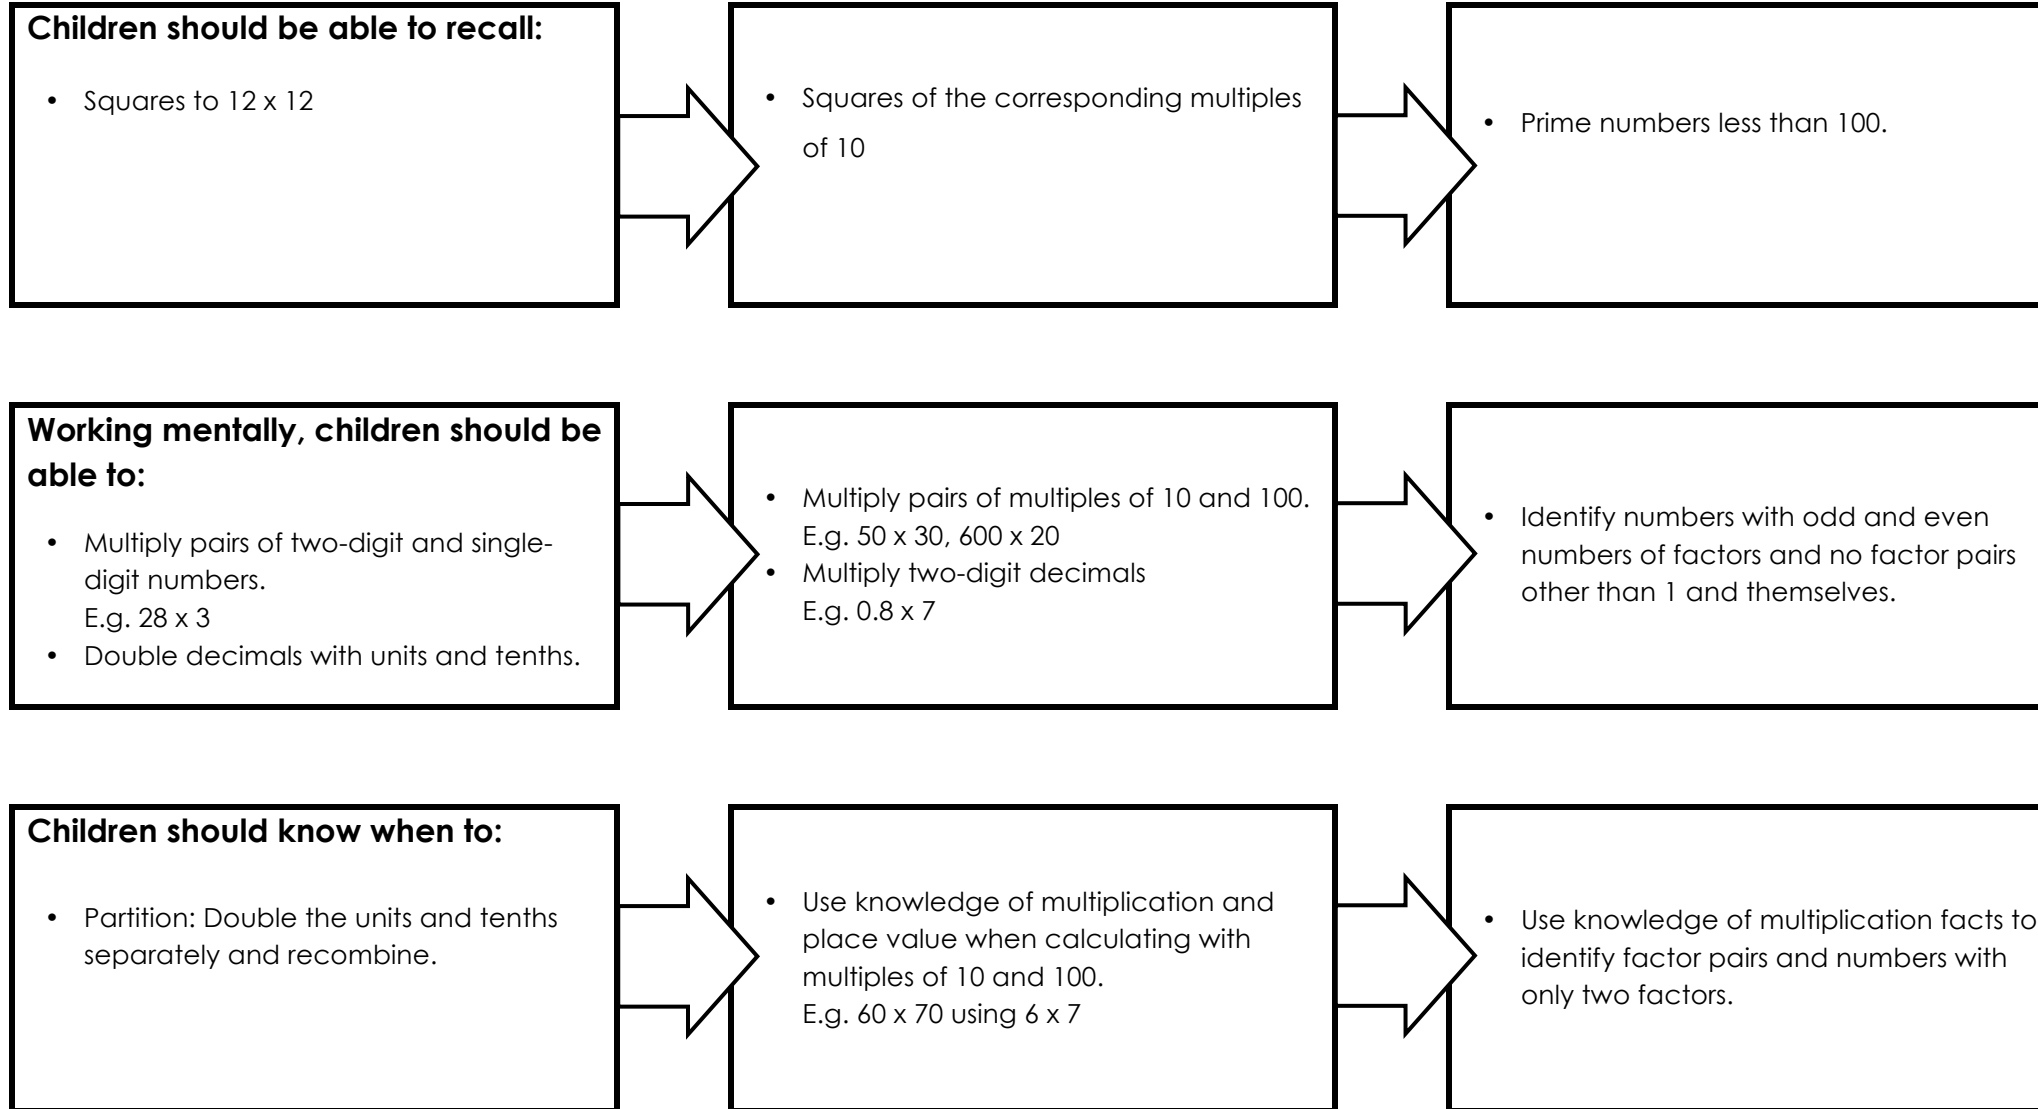 Children should be able to recall:
• Squares to 12 x 12
• Squares of the corresponding multiples
of 10
• Prime numbers less than 100.
Working mentally, children should be
able to:
• Multiply pairs of two-digit and single-
digit numbers.
E.g. 28 x 3
• Double decimals with units and tenths.
• Multiply pairs of multiples of 10 and 100.
E.g. 50 x 30, 600 x 20
• Multiply two-digit decimals
E.g. 0.8 x 7
• Identify numbers with odd and even
numbers of factors and no factor pairs
other than 1 and themselves.
Children should know when to:
• Partition: Double the units and tenths
separately and recombine.
• Use knowledge of multiplication and
place value when calculating with
multiples of 10 and 100.
E.g. 60 x 70 using 6 x 7
• Use knowledge of multiplication facts to
identify factor pairs and numbers with
only two factors.